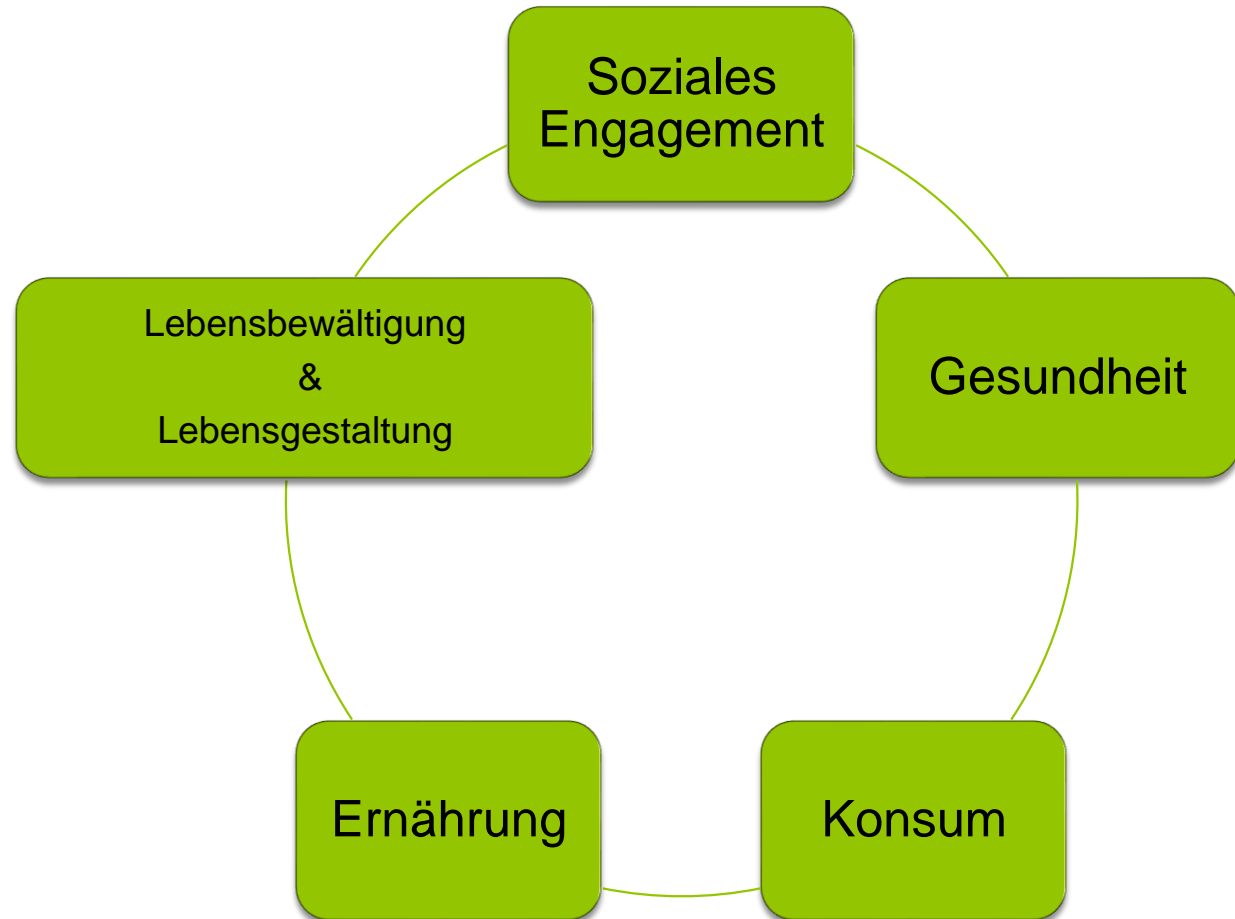 Soziales
Engagement
Lebensbewältigung
&
Lebensgestaltung
Gesundheit
Ernährung
Konsum